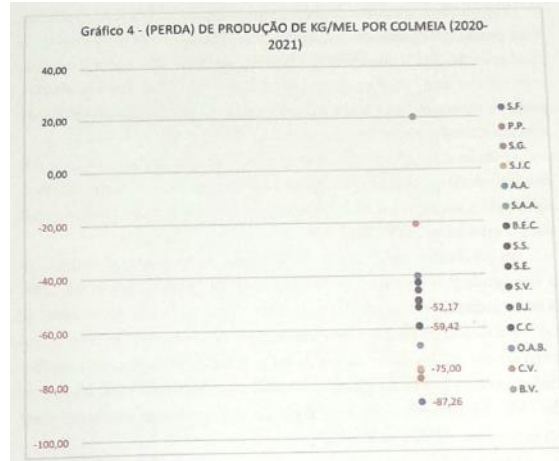 Gráfico 4 - (PERDA) DE PRODUÇÃO DE KG/MEL POR COLMEIA (2020-
2021)
40,00
20,00
0,00
-20,00
-40,00
-60,00
-80,00
-100,00
-52,17
-59,42
-75,00
-87,26
S.F.
P.P.
S.G.
S.J.C
A.A.
S.A.A.
B.E.C.
S.S.
S.E.
S.V.
B.J.
C.C.
O.A.B.
C.V.
B.V.